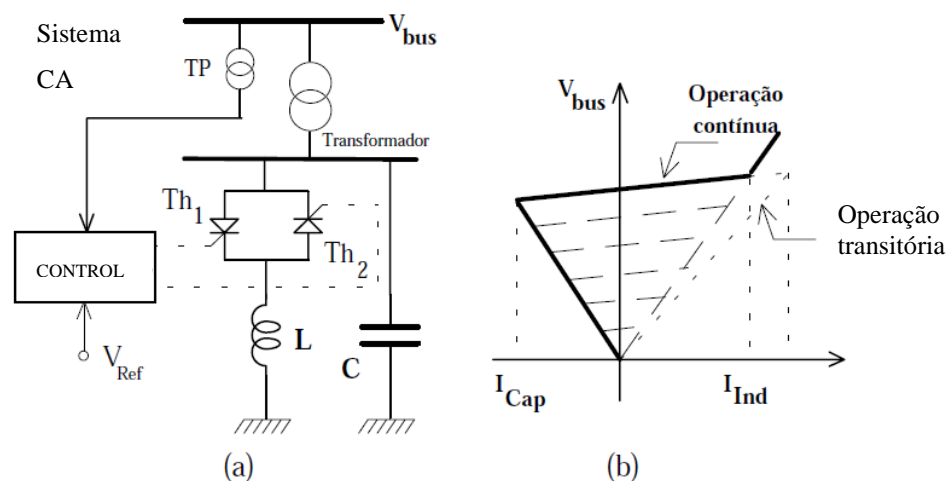 Sistema
CA
TP
V_bus
Transformador
Th_1
Th_2
CONTROL
L
C
V_Ref
(a)
V_bus
Operação
contínua
Operação
transitória
I_Cap
I_Ind
(b)